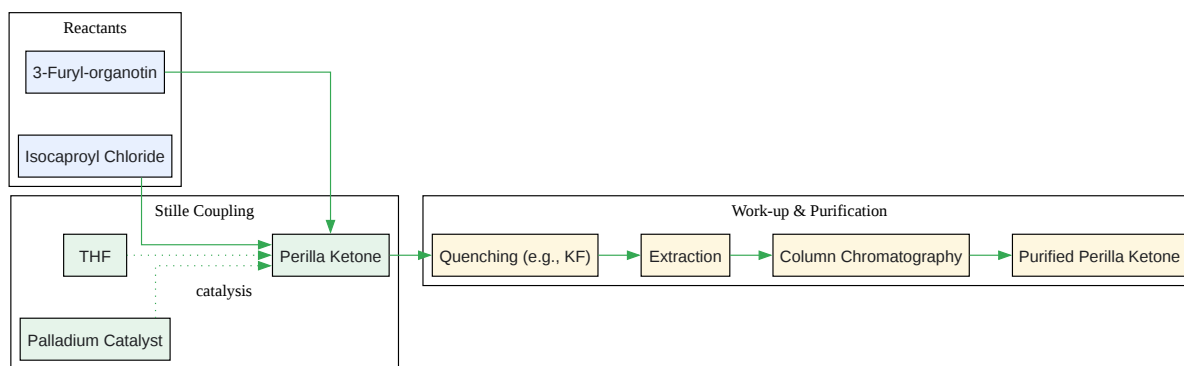 Reactants
3-Furyl-organotin
Isocaproyl Chloride
Stille Coupling
THF
Perilla Ketone
catalysis
Palladium Catalyst
Work-up & Purification
Quenching (e.g., KF)
Extraction
Column Chromatography
Purified Perilla Ketone